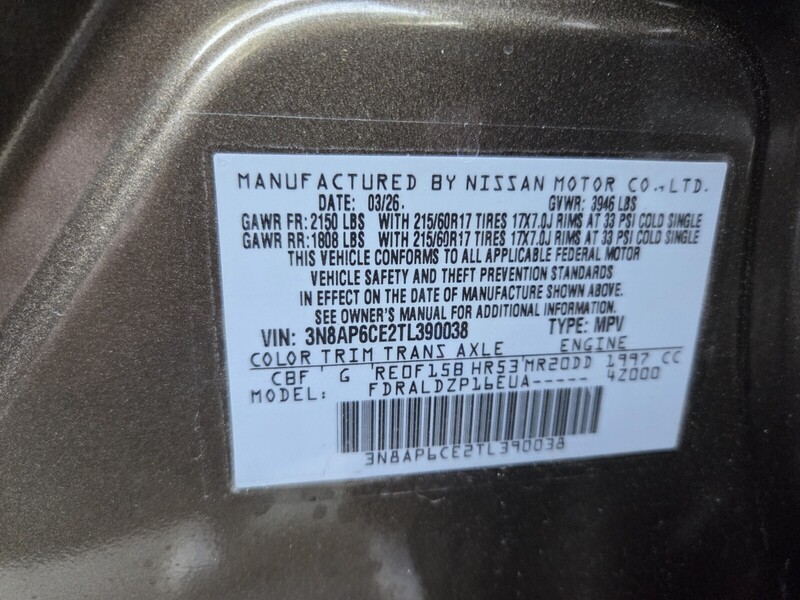 MANUFACTURED BY NISSAN MOTOR CO.,LTD.
DATE: 03/26. GVWR: 3946 LBS
GAWR FR: 2150 LBS WITH 215/60R17 TIRES 17X7.0J RIMS AT 33 PSI COLD SINGLE
GAWR RR: 1808 LBS WITH 215/60R17 TIRES 17X7.0J RIMS AT 33 PSI COLD SINGLE
THIS VEHICLE CONFORMS TO ALL APPLICABLE FEDERAL MOTOR
VEHICLE SAFETY AND THEFT PREVENTION STANDARDS
IN EFFECT ON THE DATE OF MANUFACTURE SHOWN ABOVE.
SEE OWNER'S MANUAL FOR ADDITIONAL INFORMATION.
VIN: 3N8AP6CE2TL390038 TYPE: MPV
COLOR TRIM TRANS AXLE ENGINE
CBF G RE0F15B HR53 MR20DD 1997 CC
MODEL: FDRALDZP16EUA----- 42000
3N8AP6CE2TL390038